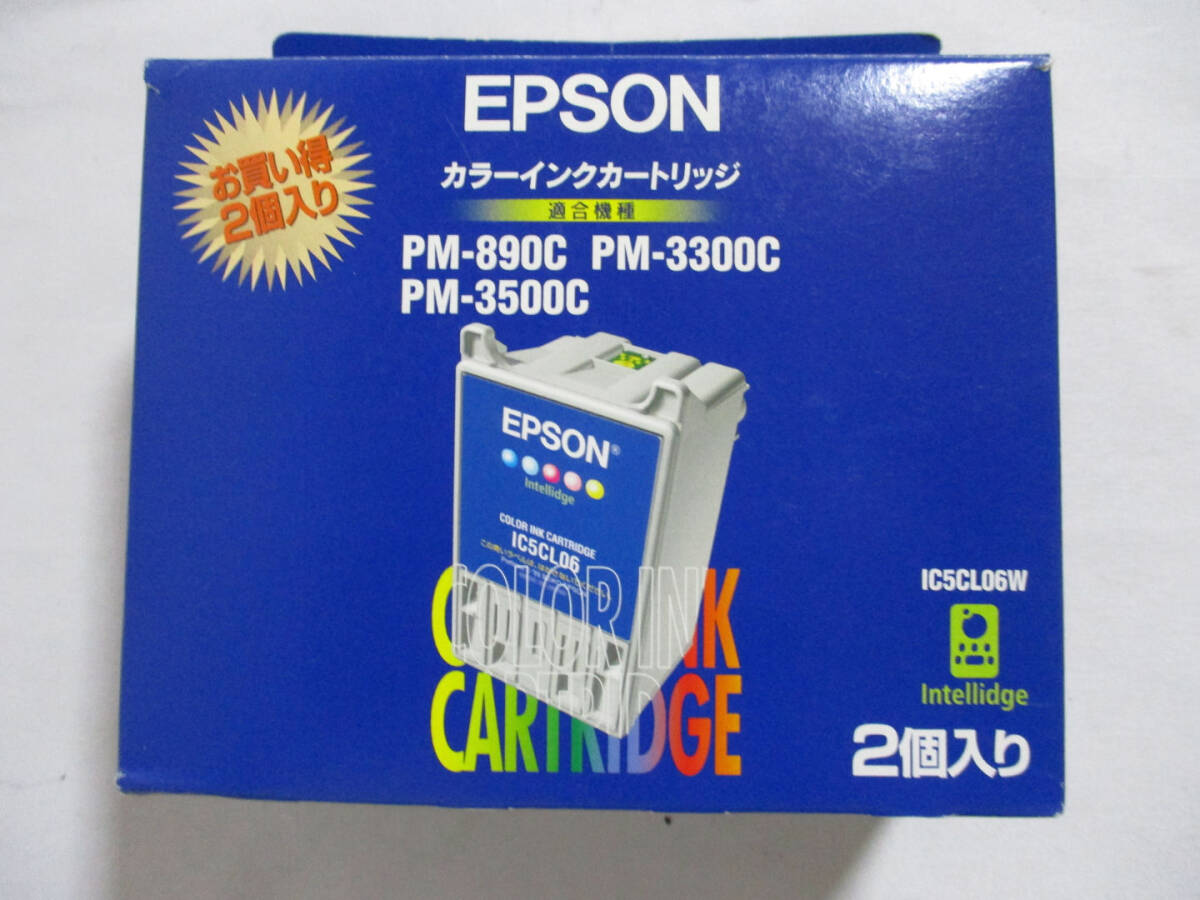 EPSON
カラーインクカートリッジ
適合機種
PM-890C PM-3300C
PM-3500C
お買い得
2個入り
EPSON®
Intellidge
COLOR INK CARTRIDGE
IC5CL06
COLOR INK
CARTRIDGE
IC5CL06W
Intellidge
2個入り